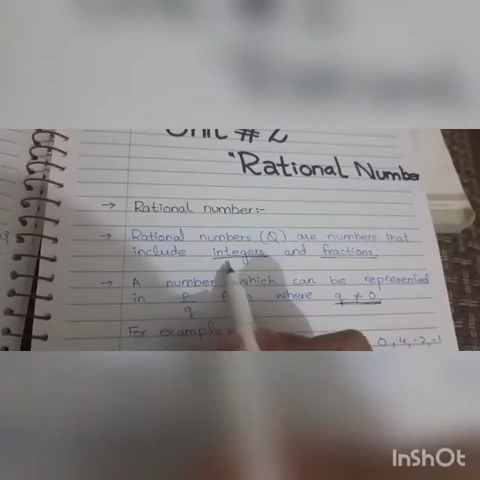 Unit # 2
"Rational Number
→ Rational number:-
→ Rational numbers (Q) are numbers that
include integers and fractions.
→ A number which can be represented
in p/q where q ≠ 0
For example
0, 4, -2, -1
InShOt